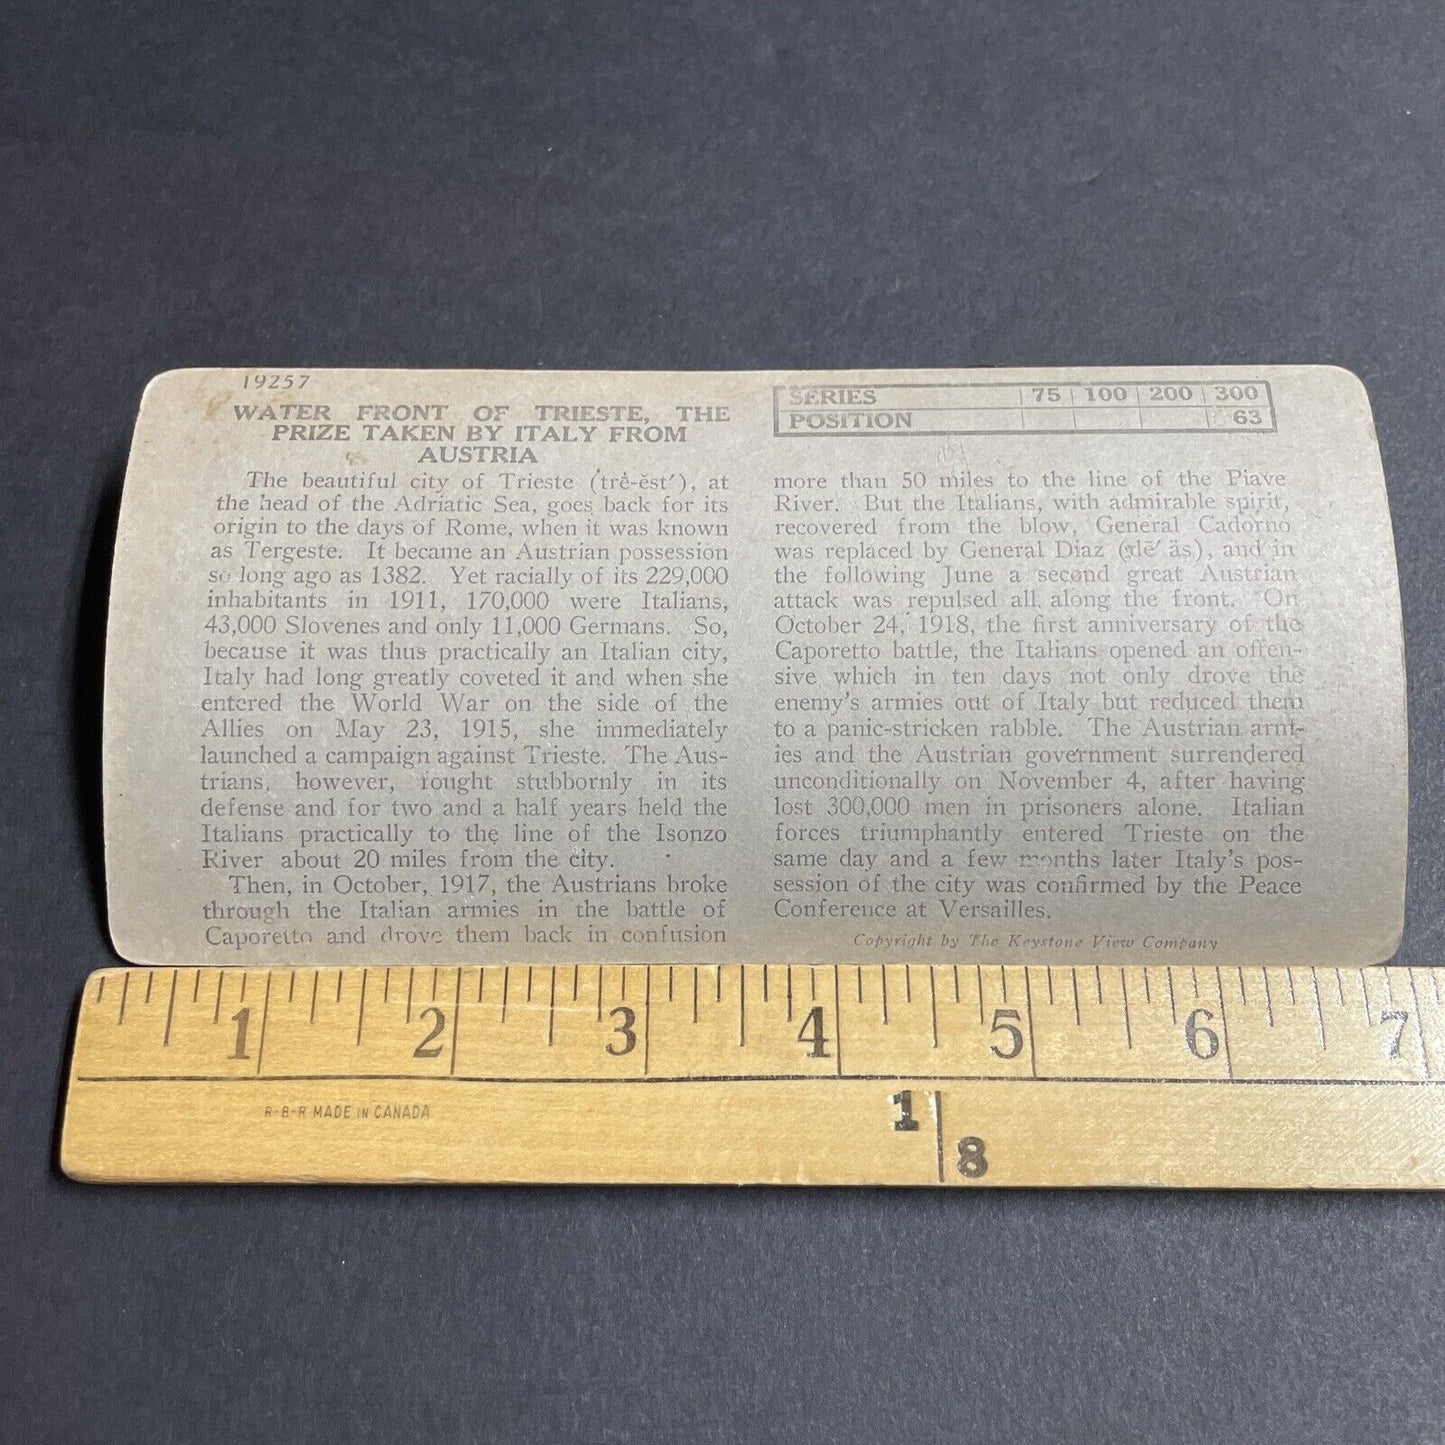 19257
WATER FRONT OF TRIESTE, THE
PRIZE TAKEN BY ITALY FROM
AUSTRIA
The beautiful city of Trieste (trē-ĕst′), at
the head of the Adriatic Sea, goes back for its
origin to the days of Rome, when it was known
as Tergeste. It became an Austrian possession
so long ago as 1382. Yet racially of its 229,000
inhabitants in 1911, 170,000 were Italians,
43,000 Slovenes and only 11,000 Germans. So,
because it was thus practically an Italian city,
Italy had long greatly coveted it and when she
entered the World War on the side of the
Allies on May 23, 1915, she immediately
launched a campaign against Trieste. The Aus-
trians, however, fought stubbornly in its
defense and for two and a half years held the
Italians practically to the line of the Isonzo
River about 20 miles from the city.
Then, in October, 1917, the Austrians broke
through the Italian armies in the battle of
Caporetto and drove them back in confusion
SERIES 75 100 200 300
POSITION 63
more than 50 miles to the line of the Piave
River. But the Italians, with admirable spirit,
recovered from the blow, General Cadorno
was replaced by General Diaz (dē′ äs), and in
the following June a second great Austrian
attack was repulsed all along the front. On
October 24, 1918, the first anniversary of the
Caporetto battle, the Italians opened an offen-
sive which in ten days not only drove the
enemy's armies out of Italy but reduced them
to a panic-stricken rabble. The Austrian arm-
ies and the Austrian government surrendered
unconditionally on November 4, after having
lost 300,000 men in prisoners alone. Italian
forces triumphantly entered Trieste on the
same day and a few months later Italy's pos-
session of the city was confirmed by the Peace
Conference at Versailles.
Copyright by The Keystone View Company
1 2 3 4 5 6 7
R-B-R MADE IN CANADA
1
8